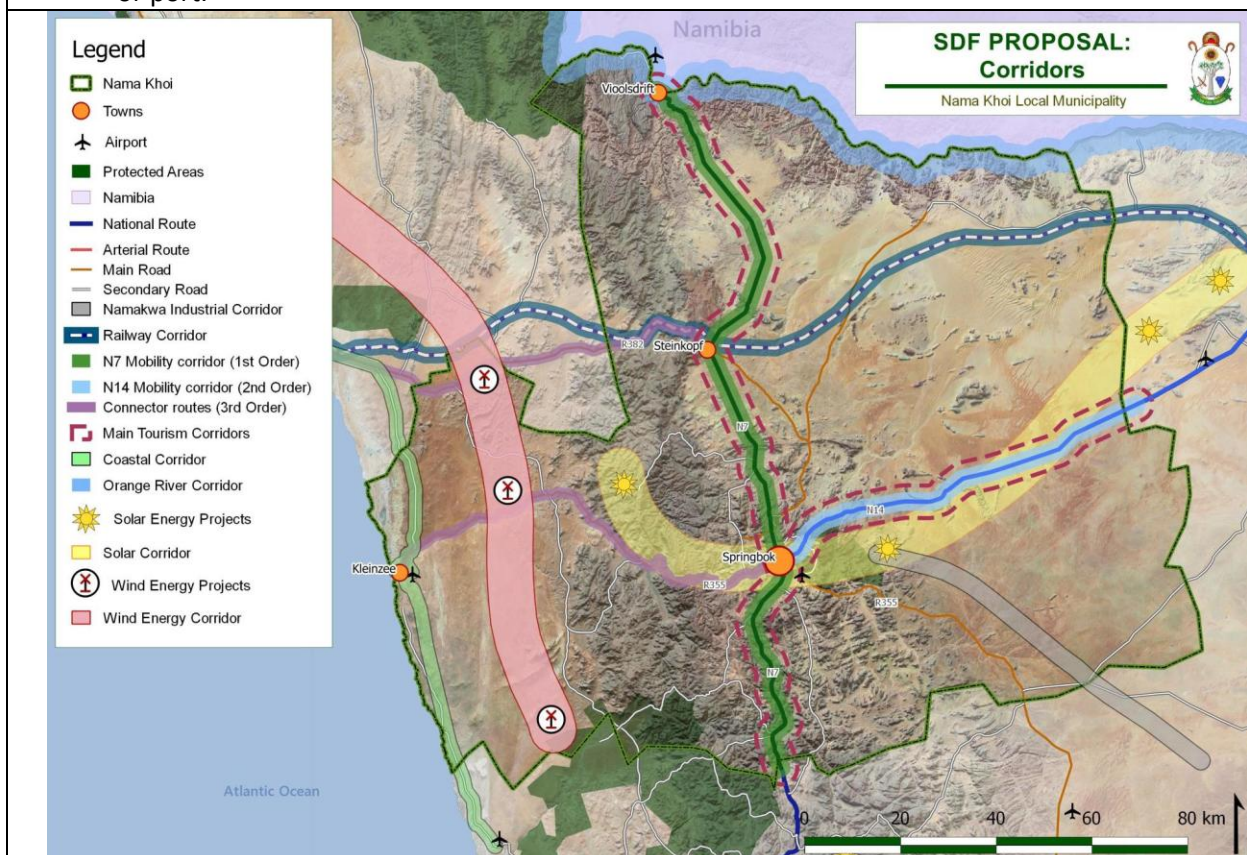 or port.
Legend
Nama Khoi
Towns
Airport
Protected Areas
Namibia
National Route
Arterial Route
Main Road
Secondary Road
Namakwa Industrial Corridor
Railway Corridor
N7 Mobility corridor (1st Order)
N14 Mobility corridor (2nd Order)
Connector routes (3rd Order)
Main Tourism Corridors
Coastal Corridor
Orange River Corridor
Solar Energy Projects
Solar Corridor
Wind Energy Projects
Wind Energy Corridor
Namibia
SDF PROPOSAL:
Corridors
Nama Khoi Local Municipality
Vioolsdrift
R382
Steinkopf
N7
N14
Springbok
Kleinzee
R355
R355
N7
Atlantic Ocean
0 20 40 60 80 km